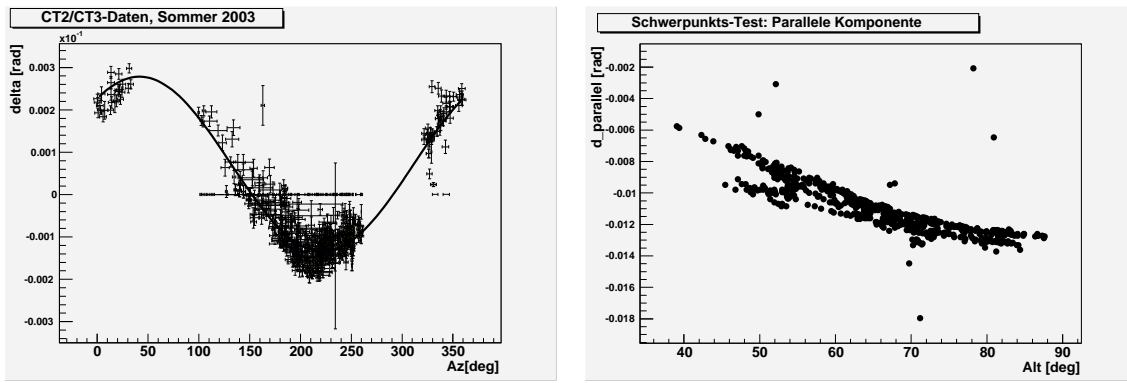 CT2/CT3-Daten, Sommer 2003
x10⁻¹
delta [rad]
0.003
0.002
0.001
0
-0.001
-0.002
-0.003
0 50 100 150 200 250 300 350
Az[deg]
Schwerpunkts-Test: Parallele Komponente
d_parallel [rad]
-0.002
-0.004
-0.006
-0.008
-0.01
-0.012
-0.014
-0.016
-0.018
40 50 60 70 80 90
Alt [deg]